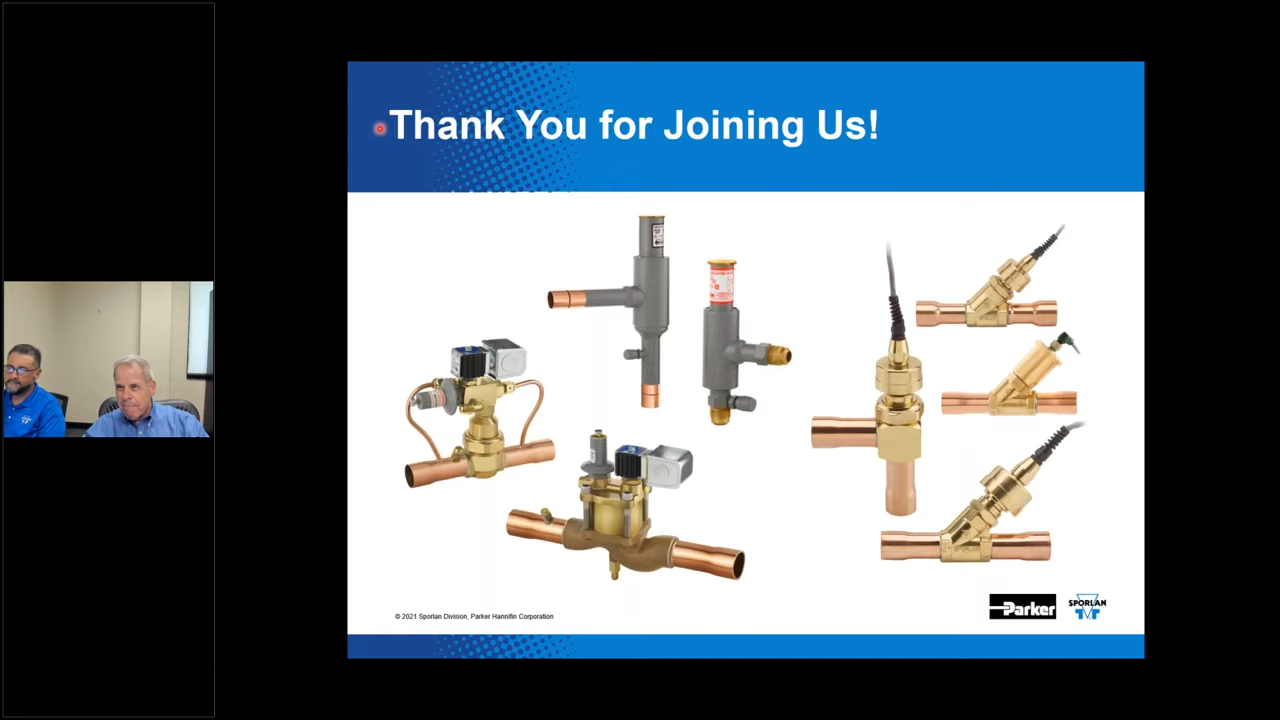 Thank You for Joining Us!
© 2021 Sporlan Division, Parker Hannifin Corporation
Parker
SPORLAN